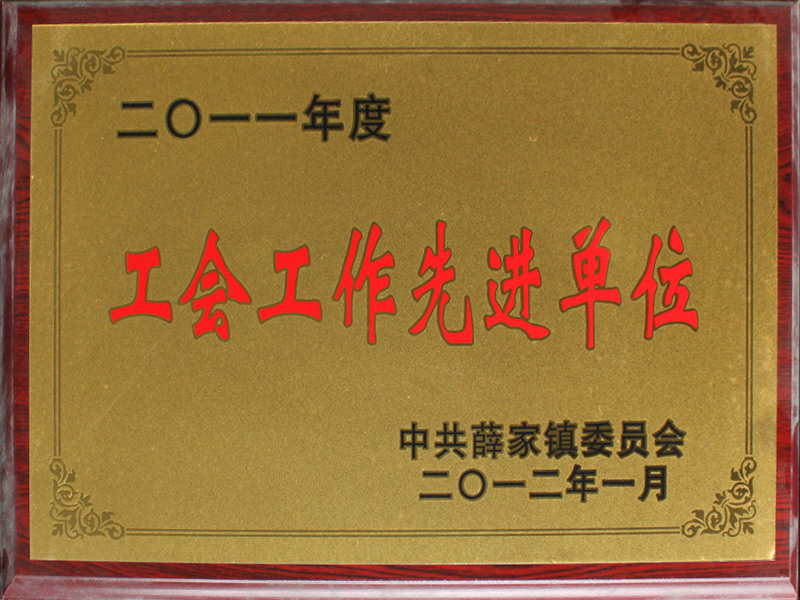 二〇一一年度
工会工作先进单位
中共薛家镇委员会
二〇一二年一月